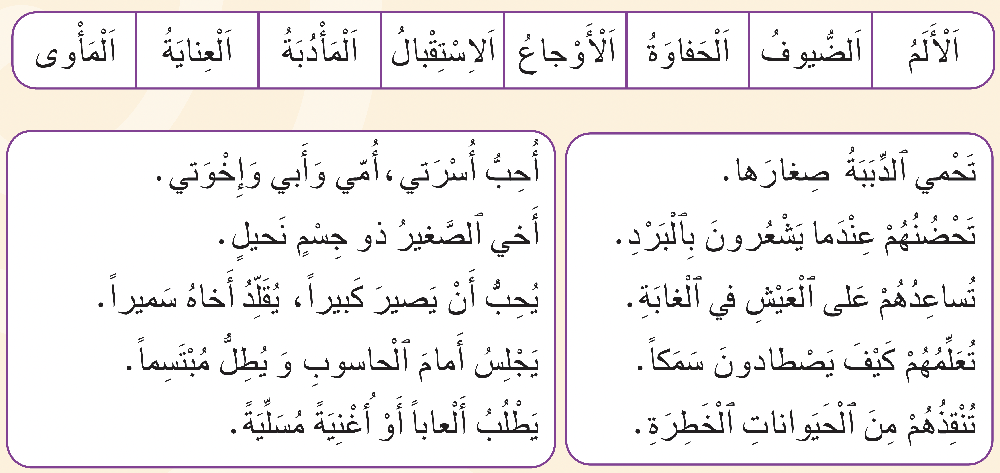 اَلْأَلَمُ اَلضُّيوفُ اَلْحَفاوَةُ اَلْأَوْجاعُ اَلاِسْتِقْبالُ اَلْمَأْدُبَةُ اَلْعِنايَةُ اَلْمَأْوى
تَحْمي ٱلدِّبَبَةُ صِغارَها.
تَحْضُنُهُمْ عِنْدَما يَشْعُرونَ بِٱلْبَرْدِ.
تُساعِدُهُمْ عَلى ٱلْعَيْشِ في ٱلْغابَةِ.
تُعَلِّمُهُمْ كَيْفَ يَصْطادونَ سَمَكاً.
تُنْقِذُهُمْ مِنَ ٱلْحَيَواناتِ ٱلْخَطِرَةِ.
أُحِبُّ أُسْرَتي، أُمّي وَأَبي وَإِخْوَتي.
أَخي ٱلصَّغيرُ ذو جِسْمٍ نَحيلٍ.
يُحِبُّ أَنْ يَصيرَ كَبيراً، يُقَلِّدُ أَخاهُ سَميراً.
يَجْلِسُ أَمامَ ٱلْحاسوبِ وَ يُطِلُّ مُبْتَسِماً.
يَطْلُبُ أَلْعاباً أَوْ أُغْنِيَةً مُسَلِّيَةً.